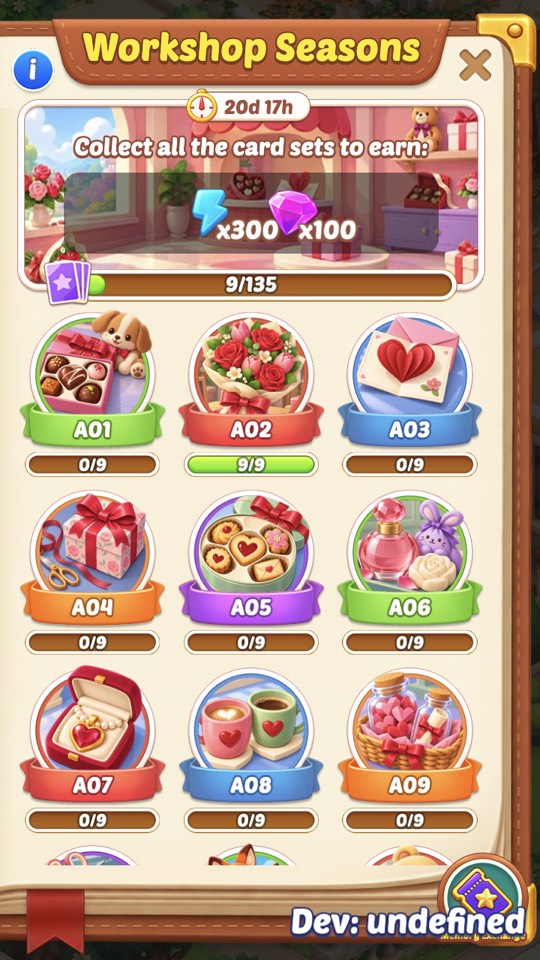 Workshop Seasons
i
20d 17h
Collect all the card sets to earn:
x300 x100
9/135
A01 A02 A03
0/9 9/9 0/9
A04 A05 A06
0/9 0/9 0/9
A07 A08 A09
0/9 0/9 0/9
Dev: undefined